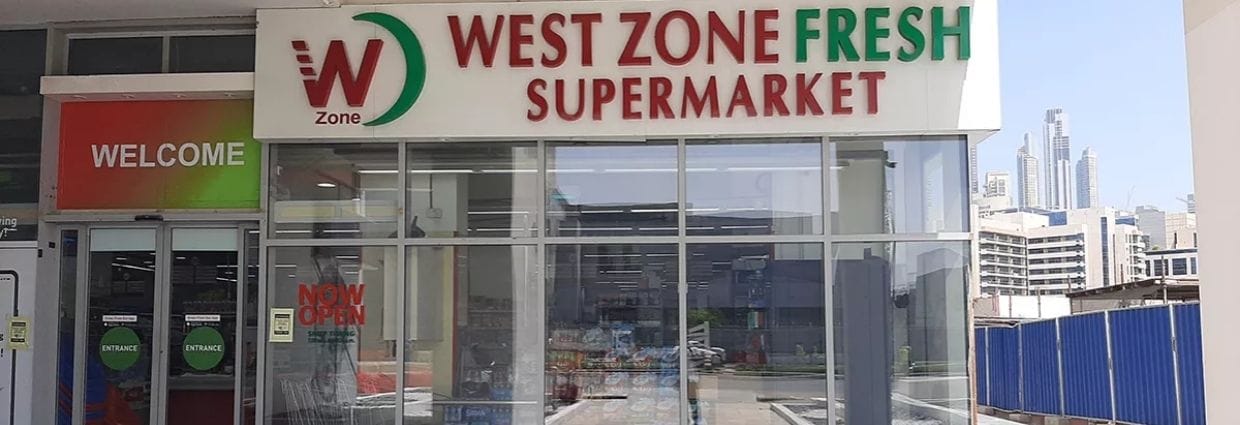 WEST ZONE FRESH
SUPERMARKET
W
Zone
WELCOME
NOW
OPEN
ENTRANCE
ENTRANCE